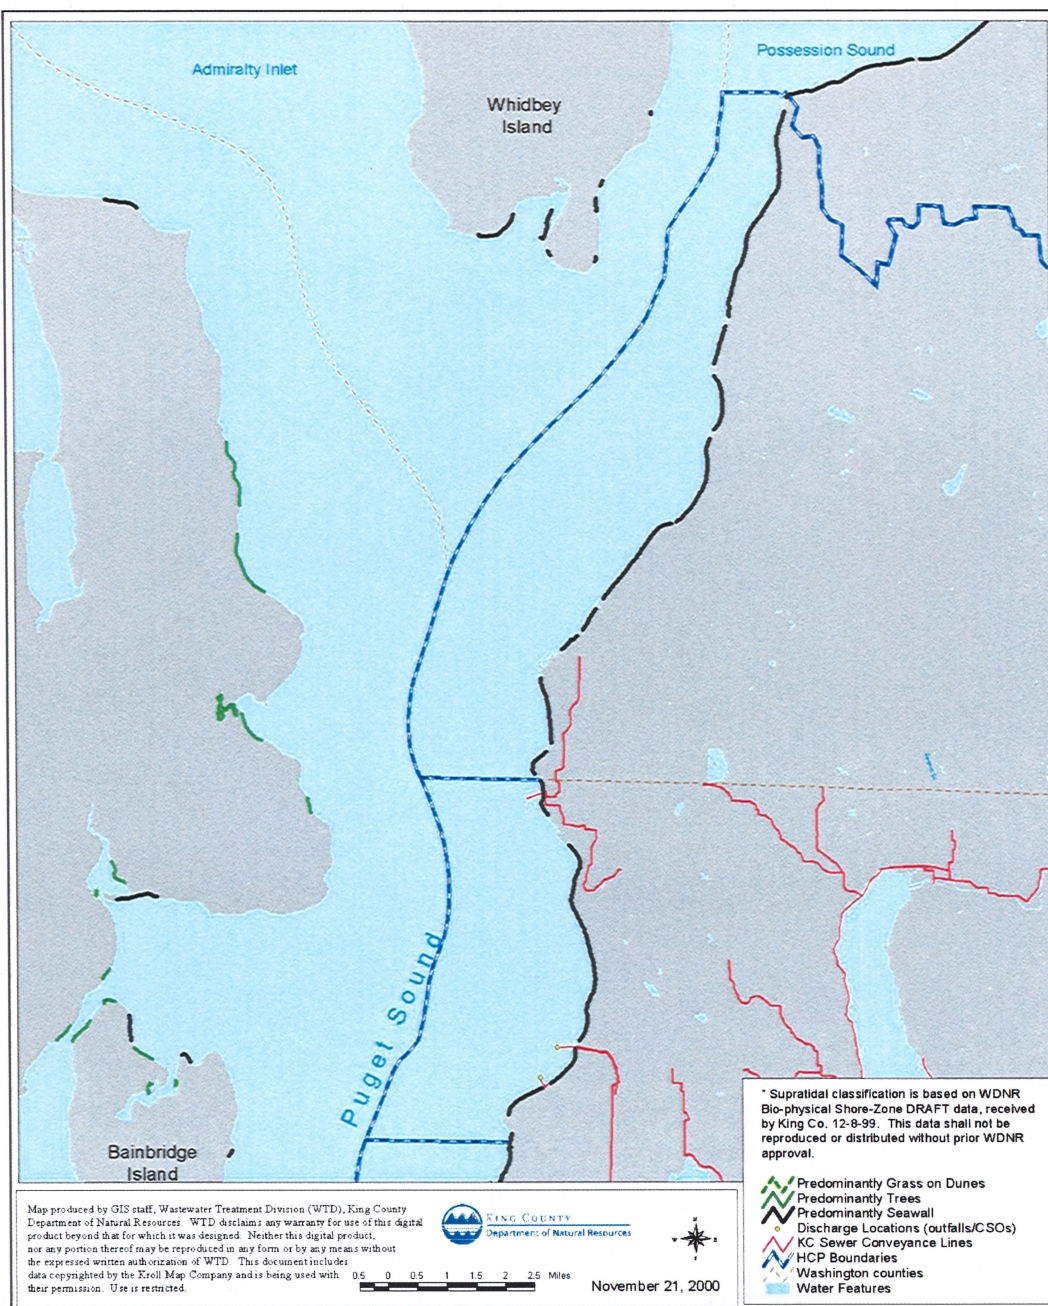 Admiralty Inlet
Possession Sound
Whidbey
Island
Puget Sound
Bainbridge
Island
* Supratidal classification is based on WDNR
Bio-physical Shore-Zone DRAFT data, received
by King Co. 12-8-99. This data shall not be
reproduced or distributed without prior WDNR
approval.
Predominantly Grass on Dunes
Predominantly Trees
Predominantly Seawall
Discharge Locations (outfalls/CSOs)
KC Sewer Conveyance Lines
HCP Boundaries
Washington counties
Water Features
Map produced by GIS staff, Wastewater Treatment Division (WTD), King County
Department of Natural Resources. WTD disclaims any warranty for use of this digital
product beyond that for which it was designed. Neither this digital product,
nor any portion thereof may be reproduced in any form or by any means without
the expressed written authorization of WTD. This document includes
data copyrighted by the Kroll Map Company and is being used with
their permission. Use is restricted.
KING COUNTY
Department of Natural Resources
0.5 0 0.5 1 1.5 2 2.5 Miles
N
W E
S
November 21, 2000